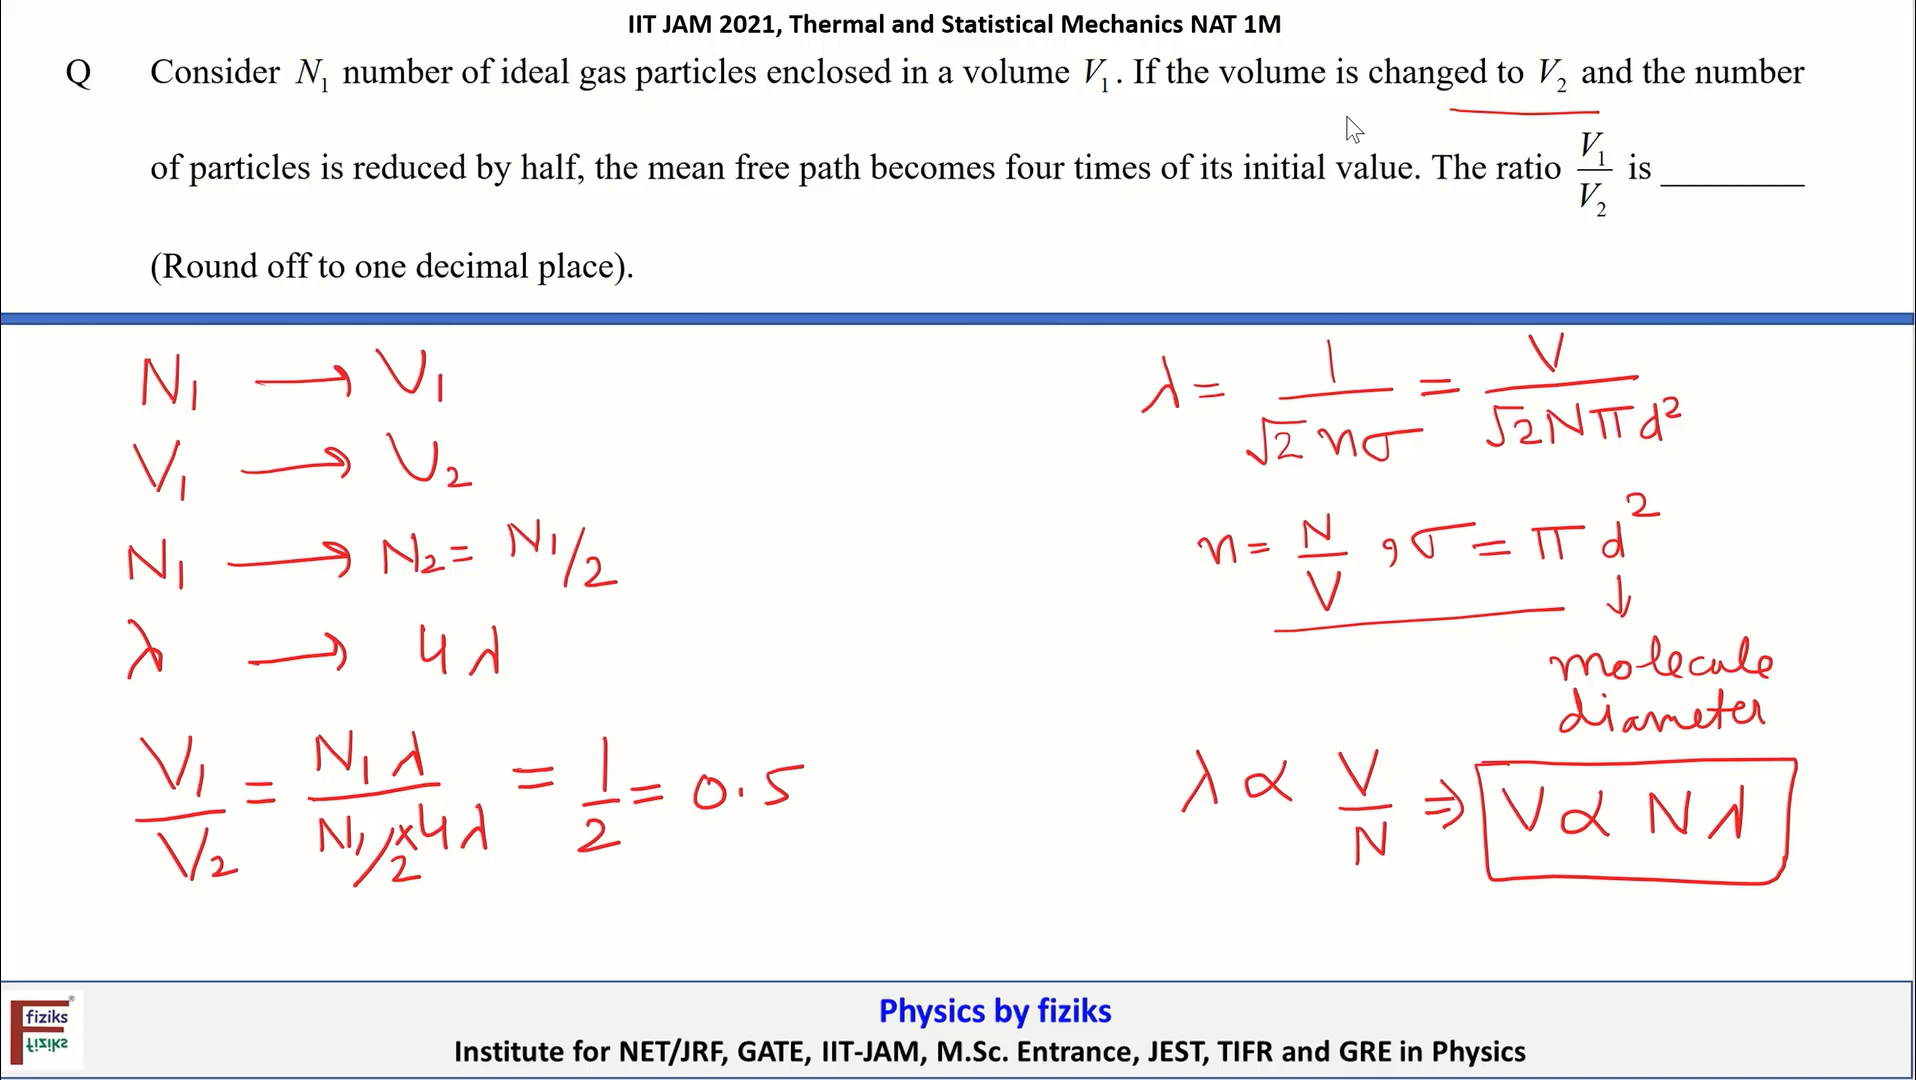 IIT JAM 2021, Thermal and Statistical Mechanics NAT 1M
Q Consider N₁ number of ideal gas particles enclosed in a volume V₁. If the volume is changed to V₂ and the number
of particles is reduced by half, the mean free path becomes four times of its initial value. The ratio V₁/V₂ is ________
(Round off to one decimal place).
N₁ → V₁
V₁ → V₂
N₁ → N₂ = N₁/2
λ → 4λ
V₁/V₂ = N₁λ / (N₁/2 × 4λ) = 1/2 = 0.5
λ = 1/(√2 nσ) = V/(√2 Nπd²)
n = N/V , σ = πd²
↓
molecule
diameter
λ ∝ V/N ⇒ V ∝ Nλ
fiziks
fiziks
Physics by fiziks
Institute for NET/JRF, GATE, IIT-JAM, M.Sc. Entrance, JEST, TIFR and GRE in Physics